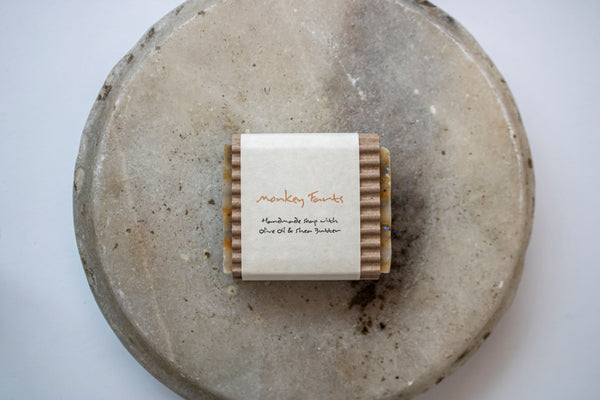 Monkey Farts
Handmade soap with
Olive Oil & Shea Butter